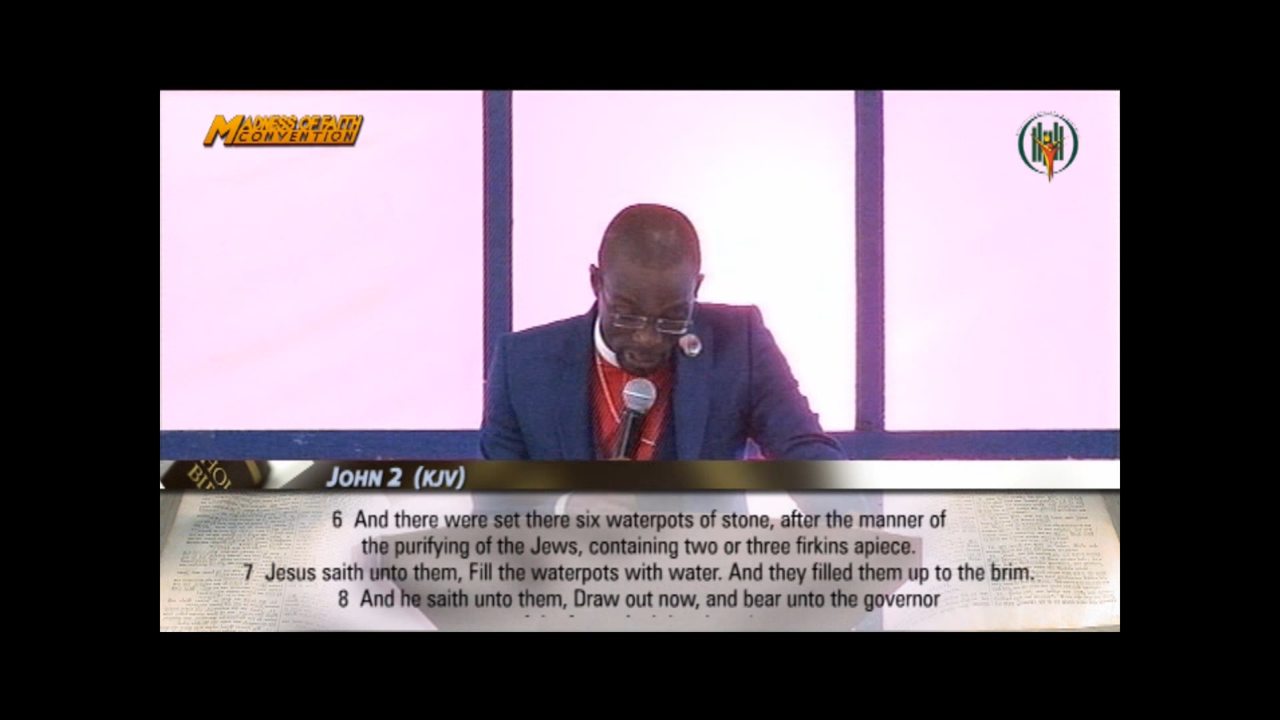 MADNESS OF FAITH
CONVENTION
HOL
BI
JOHN 2 (KJV)
6 And there were set there six waterpots of stone, after the manner of
the purifying of the Jews, containing two or three firkins apiece.
7 Jesus saith unto them, Fill the waterpots with water. And they filled them up to the brim.
8 And he saith unto them, Draw out now, and bear unto the governor